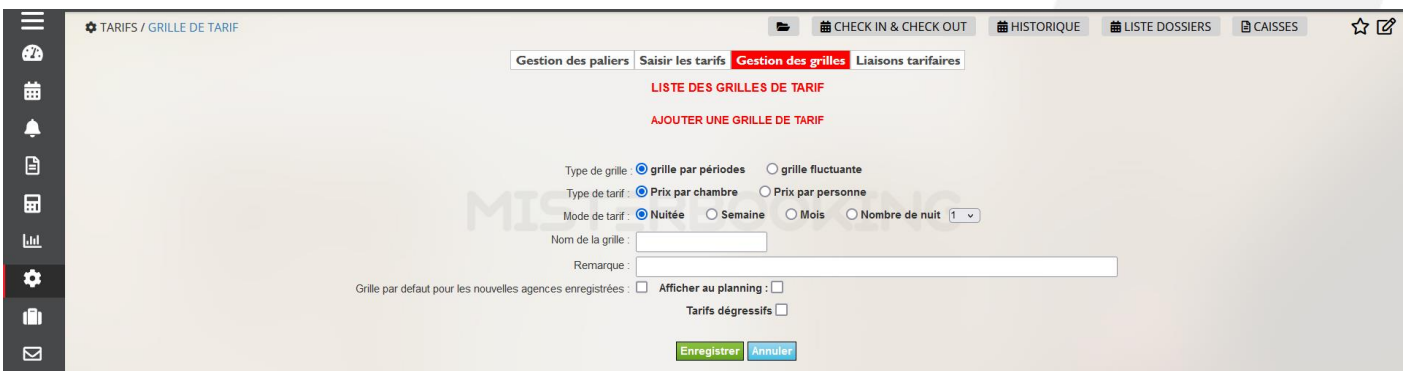 TARIFS / GRILLE DE TARIF CHECK IN & CHECK OUT HISTORIQUE LISTE DOSSIERS CAISSES
Gestion des paliers Saisir les tarifs Gestion des grilles Liaisons tarifaires
LISTE DES GRILLES DE TARIF
AJOUTER UNE GRILLE DE TARIF
Type de grille : grille par périodes grille fluctuante
Type de tarif : Prix par chambre Prix par personne
MISTERBOOKING
Mode de tarif : Nuitée Semaine Mois Nombre de nuit 1
Nom de la grille :
Remarque :
Grille par defaut pour les nouvelles agences enregistrées : Afficher au planning :
Tarifs dégressifs
Enregistrer Annuler